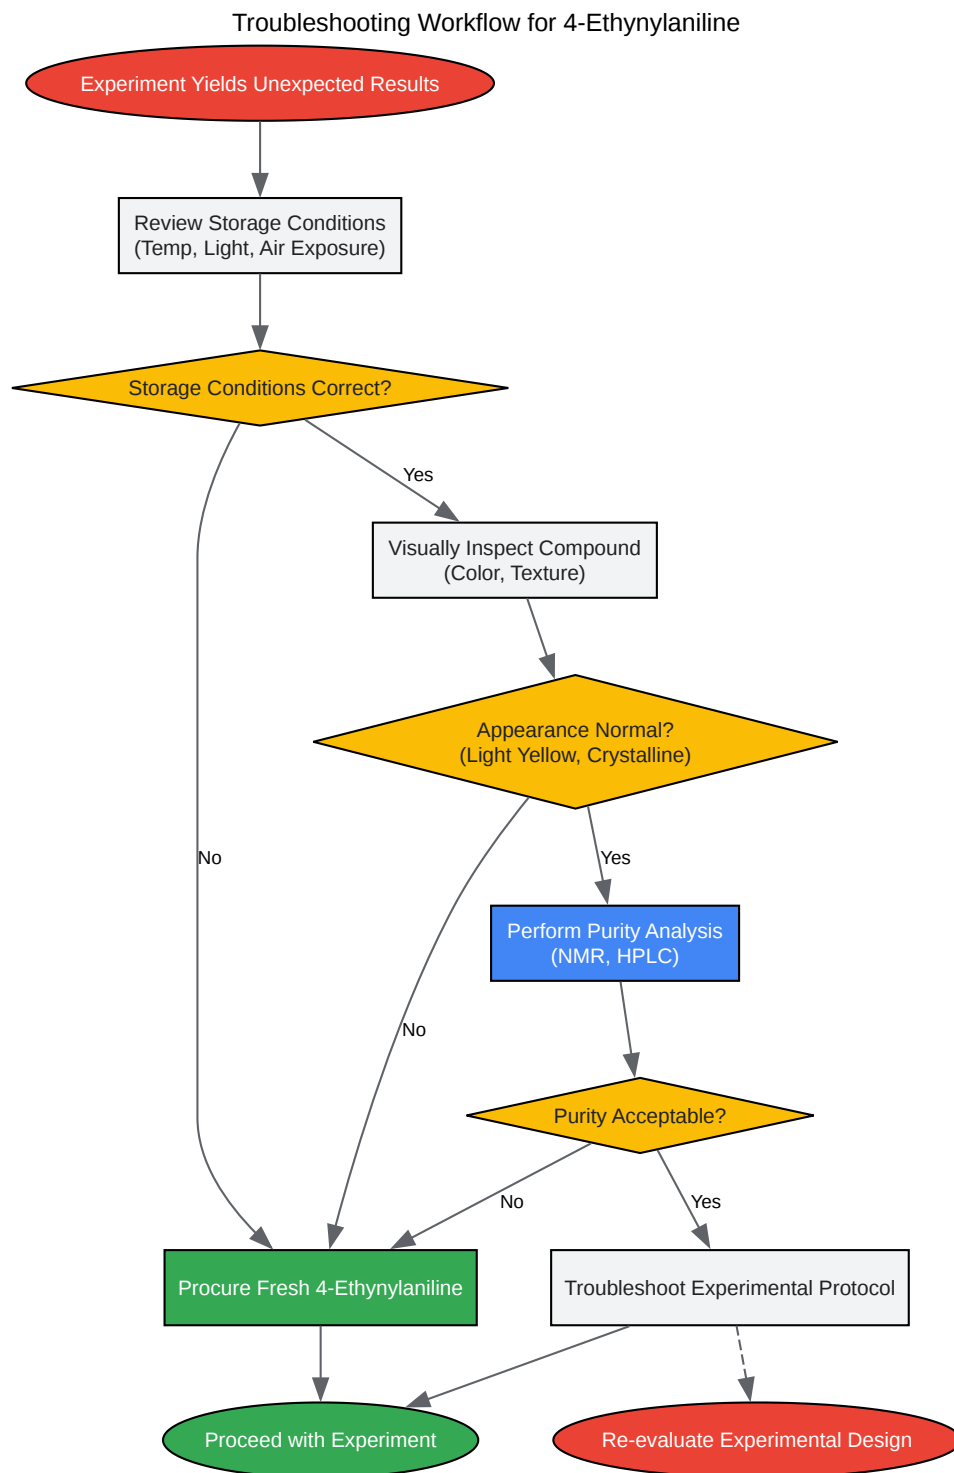 Troubleshooting Workflow for 4-Ethynylaniline
Experiment Yields Unexpected Results
Review Storage Conditions
(Temp, Light, Air Exposure)
Storage Conditions Correct?
Yes
Visually Inspect Compound
(Color, Texture)
Appearance Normal?
(Light Yellow, Crystalline)
No
Yes
Perform Purity Analysis
(NMR, HPLC)
No
Purity Acceptable?
No
Yes
Procure Fresh 4-Ethynylaniline
Troubleshoot Experimental Protocol
Proceed with Experiment
Re-evaluate Experimental Design